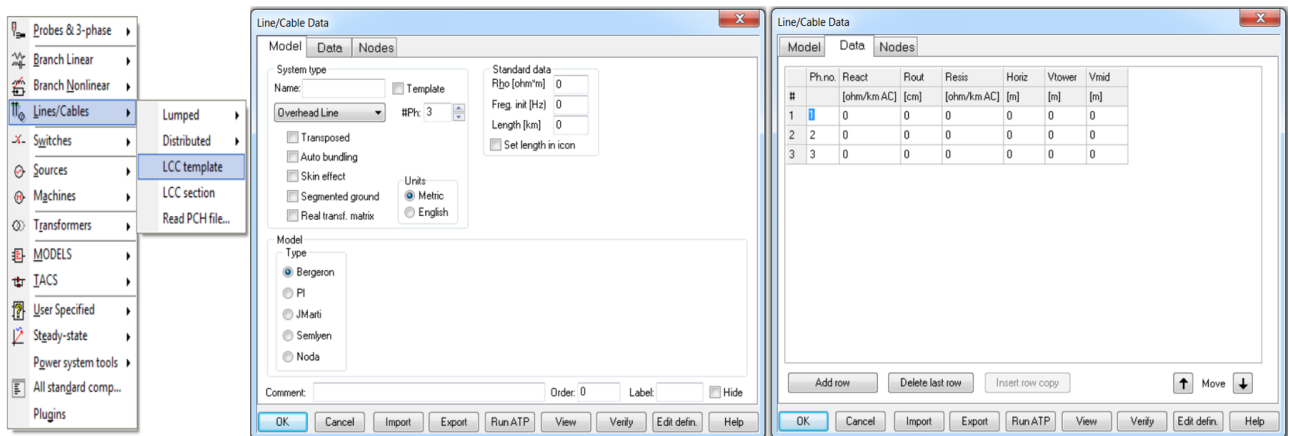 Probes & 3-phase
Branch Linear
Branch Nonlinear
Lines/Cables
Switches
Sources
Machines
Transformers
MODELS
TACS
User Specified
Steady-state
Power system tools
All standard comp...
Plugins
Lumped
Distributed
LCC template
LCC section
Read PCH file...
Line/Cable Data
Model Data Nodes
System type
Name: Template
Overhead Line #Ph: 3
Transposed
Auto bundling
Skin effect
Segmented ground
Real transf. matrix
Units
Metric
English
Standard data
Rho [ohm*m] 0
Freq. init [Hz] 0
Length [km] 0
Set length in icon
Model
Type
Bergeron
PI
JMarti
Semlyen
Noda
Comment: Order: 0 Label: Hide
OK Cancel Import Export Run ATP View Verify Edit defin. Help
Line/Cable Data
Model Data Nodes
Ph.no. React Rout Resis Horiz Vtower Vmid
# [ohm/km AC] [cm] [ohm/km AC] [m] [m] [m]
1 1 0 0 0 0 0 0
2 2 0 0 0 0 0 0
3 3 0 0 0 0 0 0
Add row Delete last row Insert row copy Move
OK Cancel Import Export Run ATP View Verify Edit defin. Help